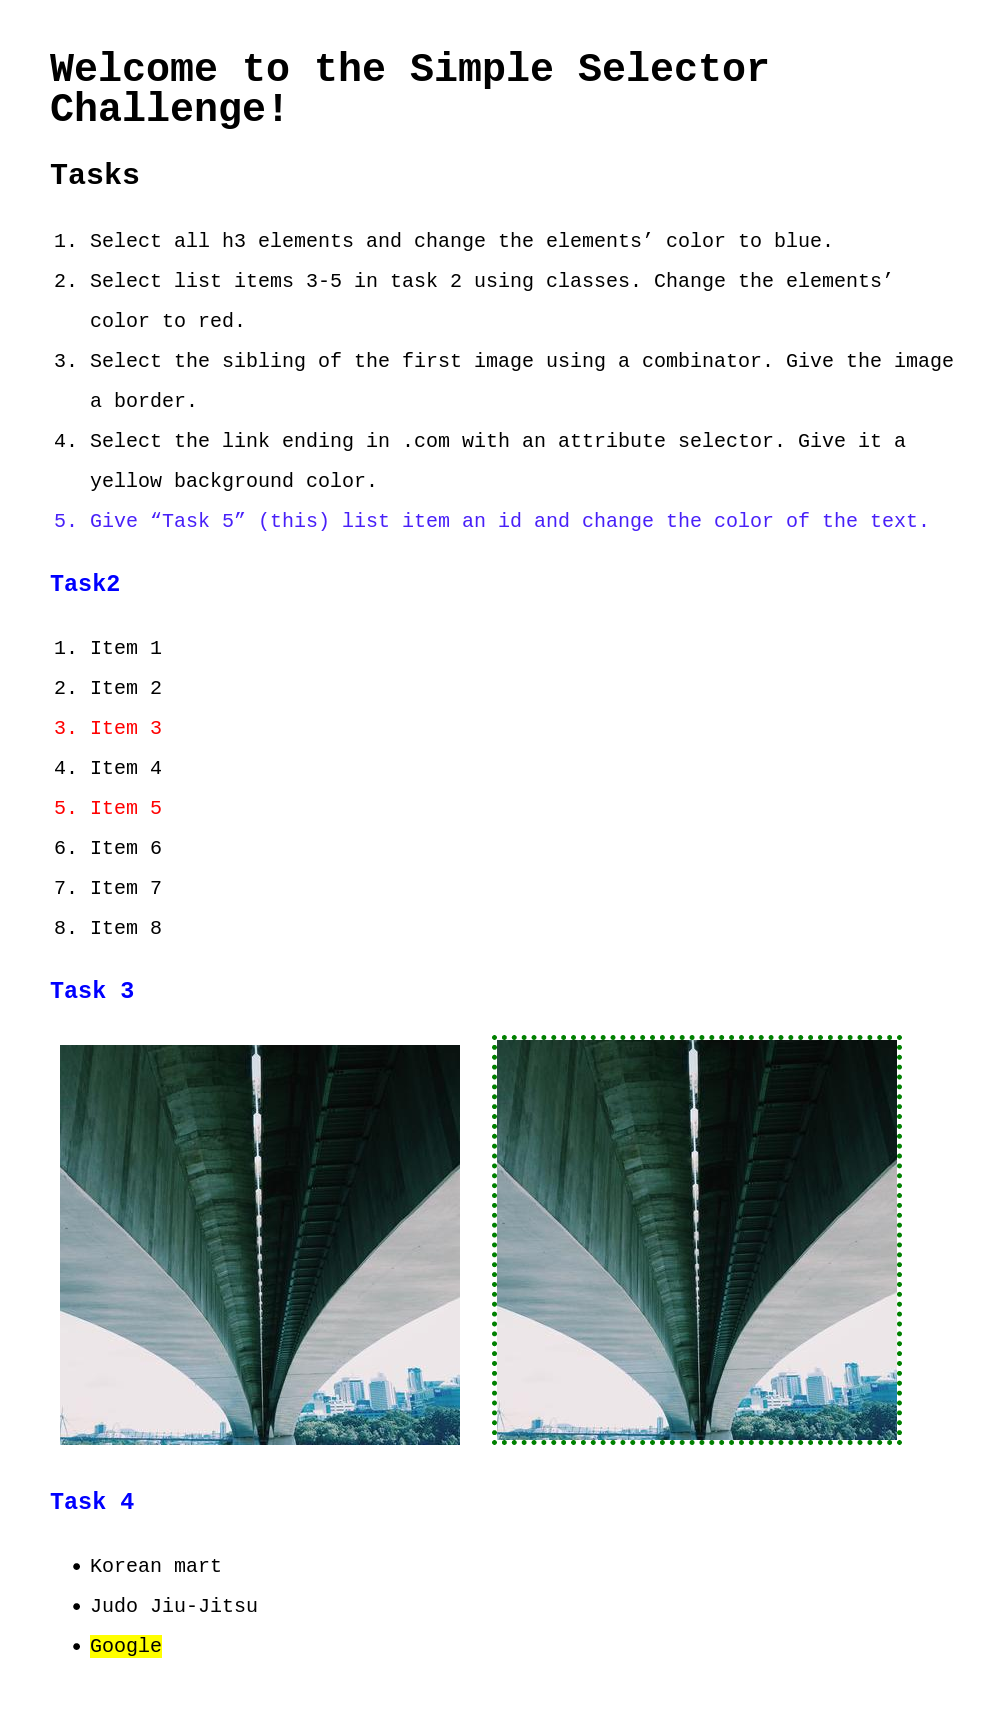 Welcome to the Simple Selector
Challenge!
Tasks
1. Select all h3 elements and change the elements’ color to blue.
2. Select list items 3-5 in task 2 using classes. Change the elements’
color to red.
3. Select the sibling of the first image using a combinator. Give the image
a border.
4. Select the link ending in .com with an attribute selector. Give it a
yellow background color.
5. Give “Task 5” (this) list item an id and change the color of the text.
Task2
1. Item 1
2. Item 2
3. Item 3
4. Item 4
5. Item 5
6. Item 6
7. Item 7
8. Item 8
Task 3
Task 4
• Korean mart
• Judo Jiu-Jitsu
• Google